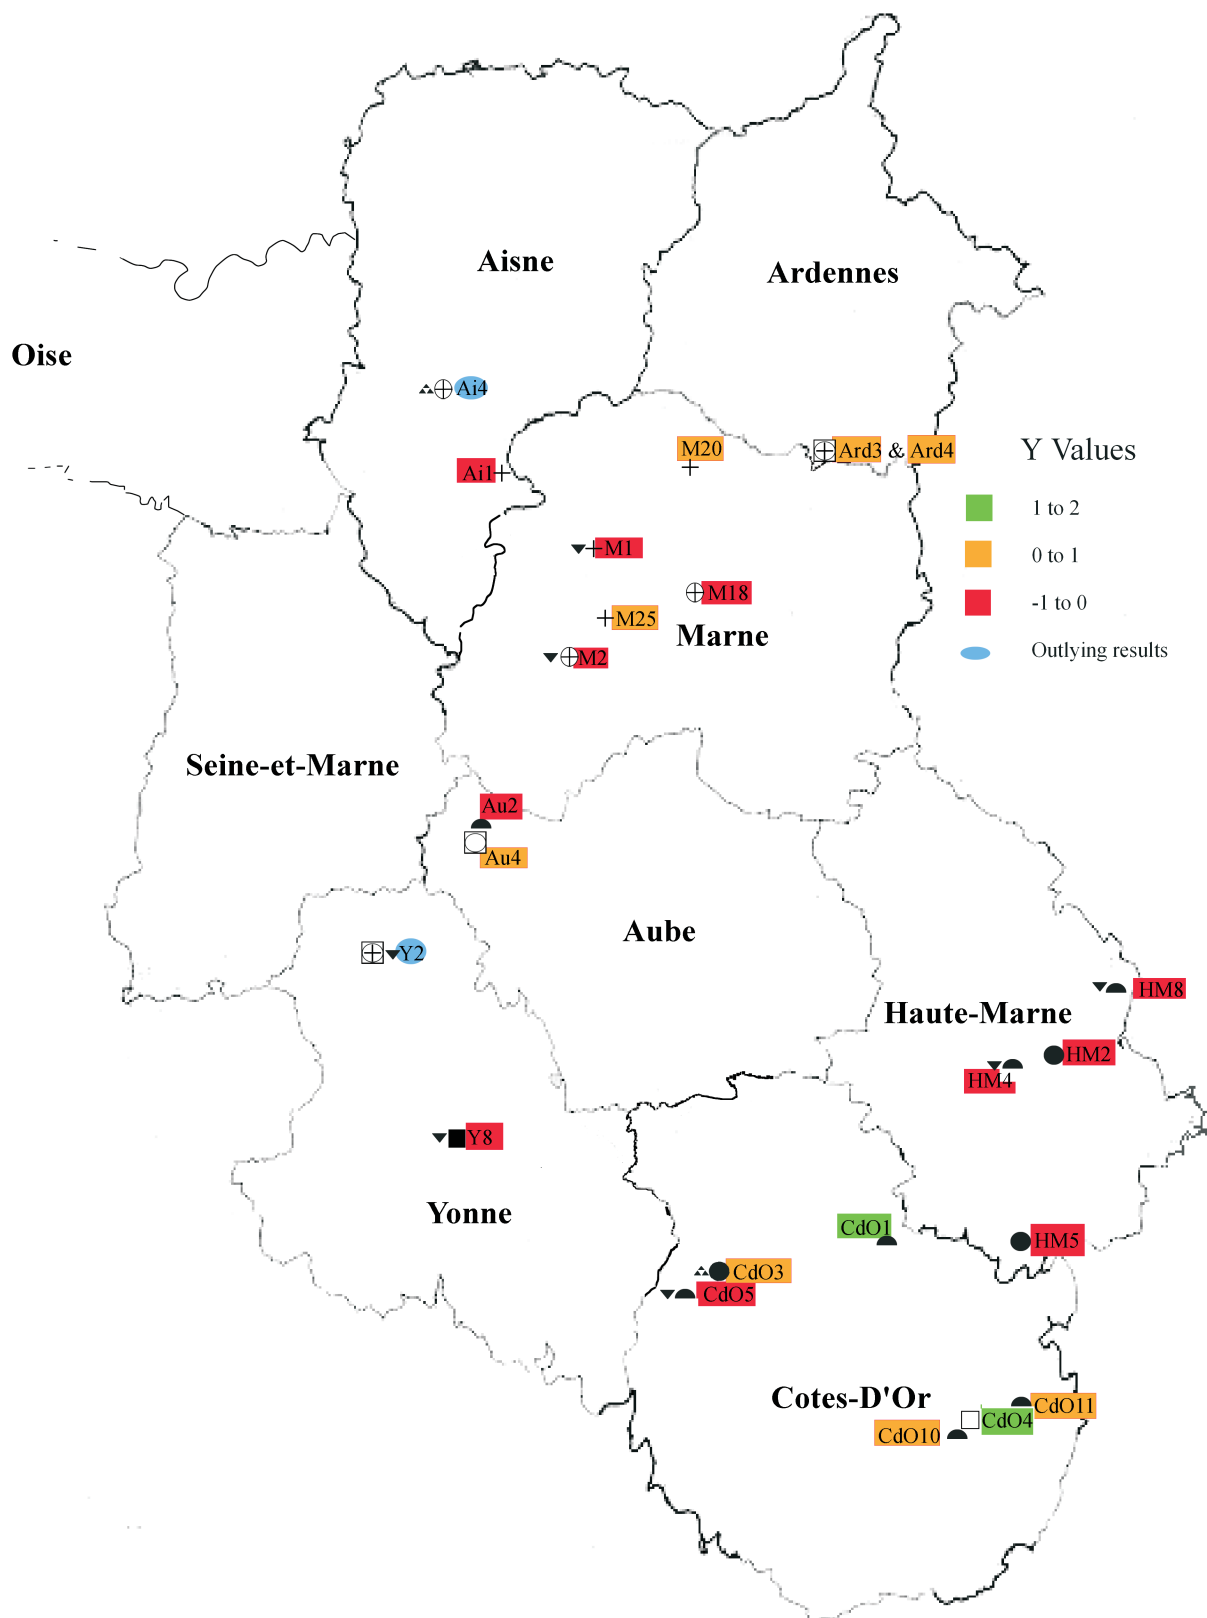 Aisne
Ardennes
Oise
Ai4
M20
Ard3 & Ard4
Y Values
Ai1
1 to 2
M1
0 to 1
M18
-1 to 0
M25
Marne
M2
Outlying results
Seine-et-Marne
Au2
Au4
Aube
Y2
HM8
Haute-Marne
HM2
HM4
Y8
Yonne
CdO1
HM5
CdO3
CdO5
Cotes-D'Or
CdO11
CdO4
CdO10